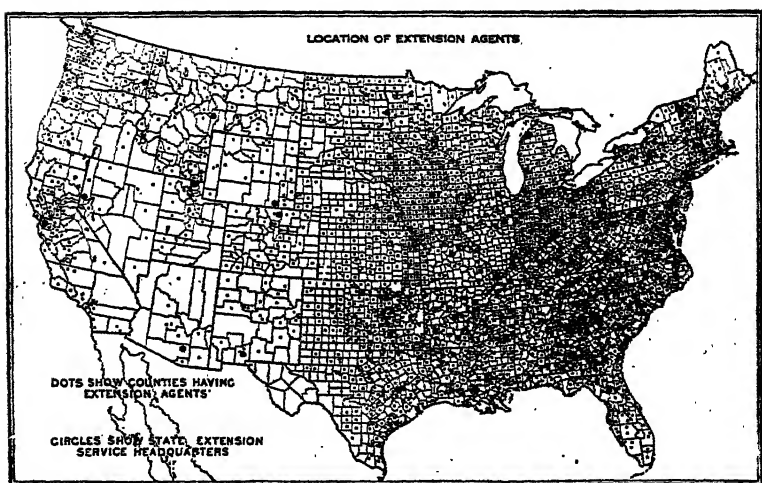 LOCATION OF EXTENSION AGENTS
DOTS SHOW COUNTIES HAVING
EXTENSION AGENTS
CIRCLES SHOW STATE EXTENSION
SERVICE HEADQUARTERS